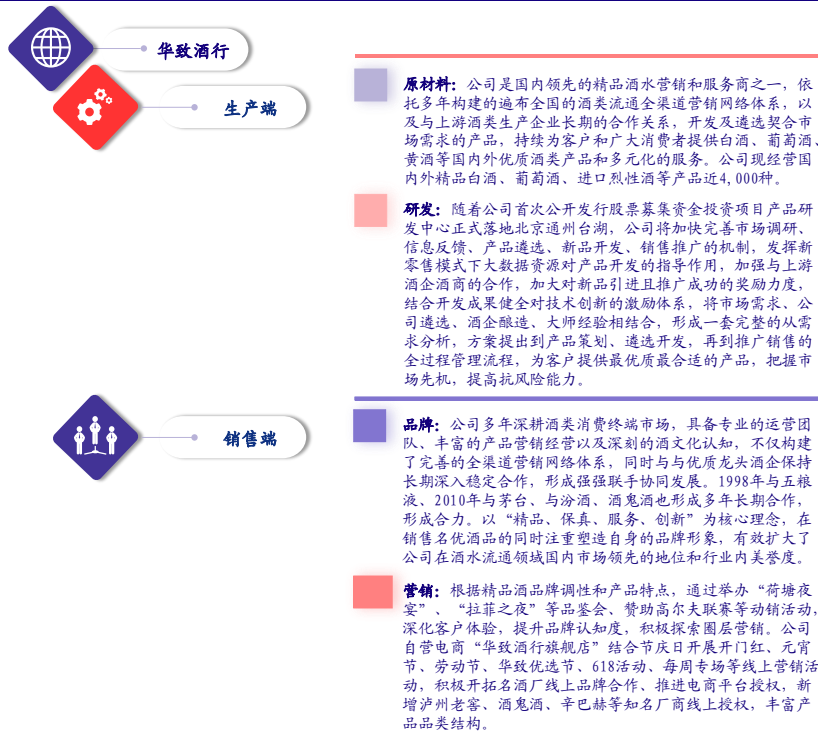 华致酒行
生产端
原材料：公司是国内领先的精品酒水营销和服务商之一，依
托多年构建的遍布全国的酒类流通全渠道营销网络体系，以
及与上游酒类生产企业长期的合作关系，开发及遴选契合市
场需求的产品，持续为客户和广大消费者提供白酒、葡萄酒、
黄酒等国内外优质酒类产品和多元化的服务。公司现经营国
内外精品白酒、葡萄酒、进口烈性酒等产品近4,000种。
研发：随着公司首次公开发行股票募集资金投资项目产品研
发中心正式落地北京通州台湖，公司将加快完善市场调研、
信息反馈、产品遴选、新品开发、销售推广的机制，发挥新
零售模式下大数据资源对产品开发的指导作用，加强与上游
酒企酒商的合作，加大对新品引进且推广成功的奖励力度，
结合开发成果健全对技术创新的激励体系，将市场需求、公
司遴选、酒企酿造、大师经验相结合，形成一套完整的从需
求分析，方案提出到产品策划、遴选开发，再到推广销售的
全过程管理流程，为客户提供最优质最合适的产品，把握市
场先机，提高抗风险能力。
销售端
品牌：公司多年深耕酒类消费终端市场，具备专业的运营团
队、丰富的产品营销经营以及深刻的酒文化认知，不仅构建
了完善的全渠道营销网络体系，同时与与优质龙头酒企保持
长期深入稳定合作，形成强强联手协同发展。1998年与五粮
液、2010年与茅台、与汾酒、酒鬼酒也形成多年长期合作，
形成合力。以“精品、保真、服务、创新”为核心理念，在
销售名优酒品的同时注重塑造自身的品牌形象，有效扩大了
公司在酒水流通领域国内市场领先的地位和行业内美誉度。
营销：根据精品酒品牌调性和产品特点，通过举办“荷塘夜
宴”、“拉菲之夜”等品鉴会、赞助高尔夫联赛等动销活动，
深化客户体验，提升品牌认知度，积极探索圈层营销。公司
自营电商“华致酒行旗舰店”结合节庆日开展开门红、元宵
节、劳动节、华致优选节、618活动、每周专场等线上营销活
动，积极开拓名酒厂线上品牌合作、推进电商平台授权，新
增泸州老窖、酒鬼酒、辛巴赫等知名厂商线上授权，丰富产
品品类结构。